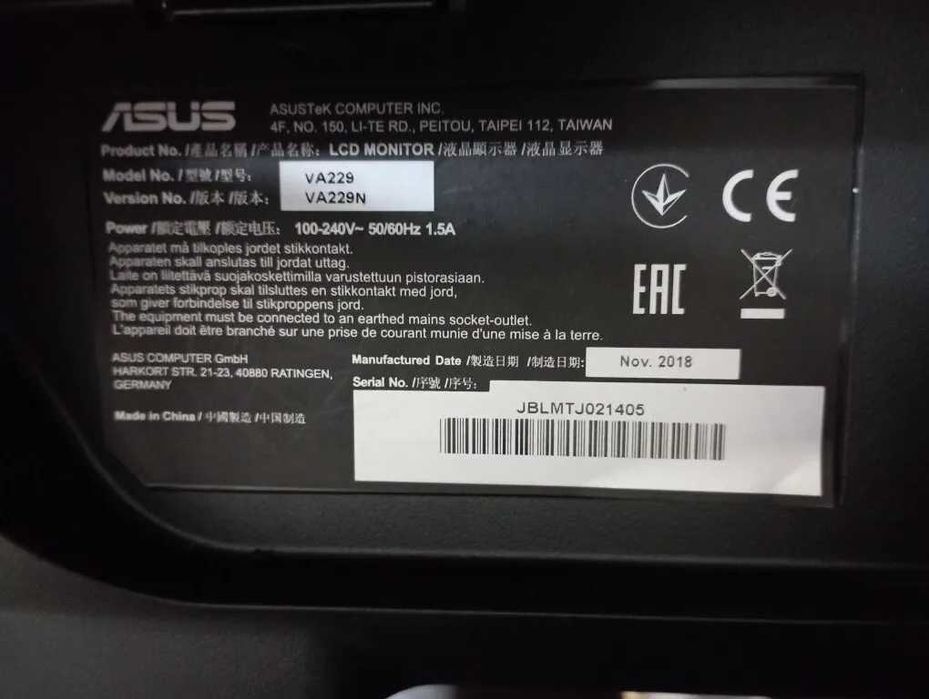 ASUS
ASUSTeK COMPUTER INC.
4F, NO. 150, LI-TE RD., PEITOU, TAIPEI 112, TAIWAN
Product No. /產品名稱 /产品名称: LCD MONITOR /液晶顯示器 /液晶显示器
Model No. / 型號 /型号: VA229
Version No. /版本 /版本: VA229N
Power /額定電壓 /额定电压: 100-240V~ 50/60Hz 1.5A
Apparatet må tilkoples jordet stikkontakt.
Apparaten skall anslutas till jordat uttag.
Laite on liitettävä suojakoskettimilla varustettuun pistorasiaan.
Apparatets stikprop skal tilsluttes en stikkontakt med jord,
som giver forbindelse til stikproppens jord.
The equipment must be connected to an earthed mains socket-outlet.
L'appareil doit être branché sur une prise de courant munie d'une mise à la terre.
CE
EAC
ASUS COMPUTER GmbH
HARKORT STR. 21-23, 40880 RATINGEN,
GERMANY
Made in China / 中國製造 /中国制造
Manufactured Date /製造日期 /制造日期: Nov. 2018
Serial No. /序號 /序号:
JBLMTJ021405